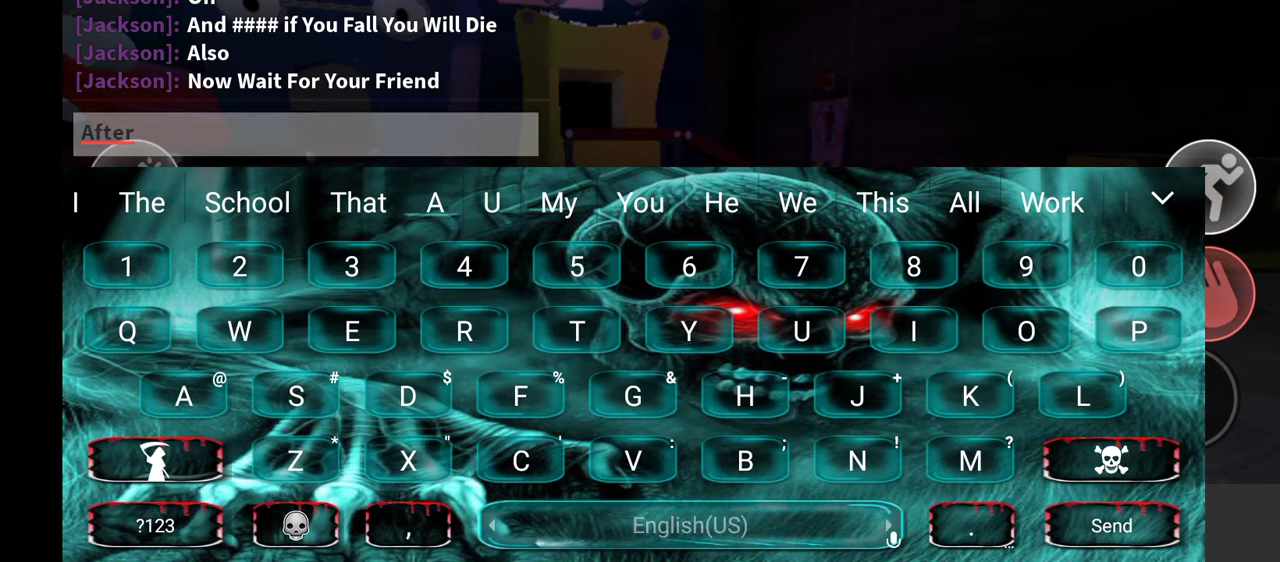 [Jackson]: And #### if You Fall You Will Die
[Jackson]: Also
[Jackson]: Now Wait For Your Friend
After
I The School That A U My You He We This All Work
1 2 3 4 5 6 7 8 9 0
Q W E R T Y U I O P
@ # $ % & - + ( )
A S D F G H J K L
* " ' : ; ! ?
Z X C V B N M
?123 , English(US) . ... Send